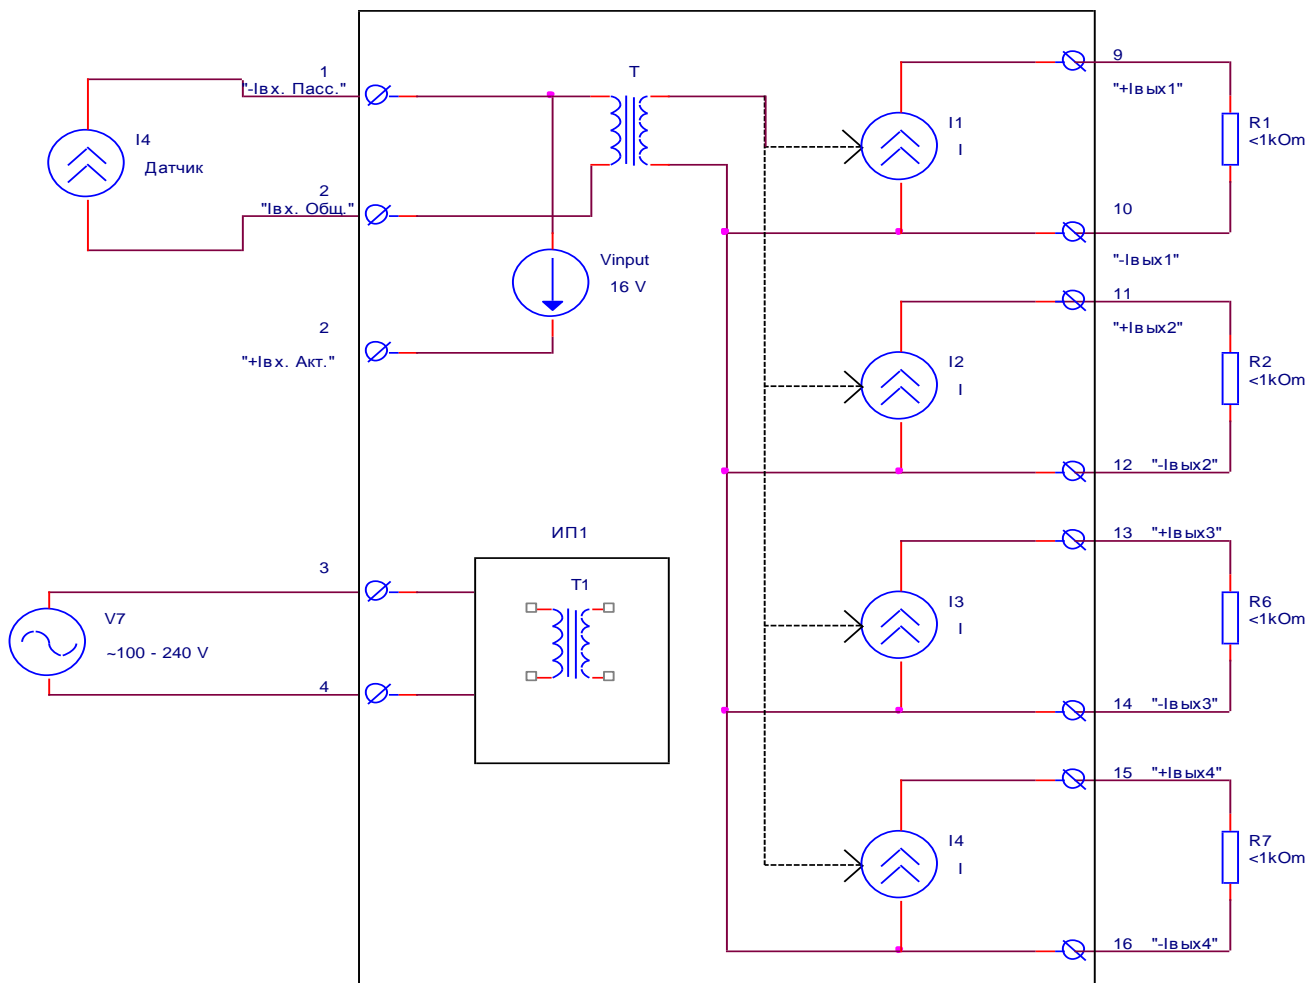 1
"-Iвх. Пасс."
I4
Датчик
2
"Iвх. Общ."
2
"+Iвх. Акт."
T
Vinput
16 V
3
V7
~100 - 240 V
4
ИП1
T1
I1
I
9
"+Iвых1"
R1
<1kOm
10
"-Iвых1"
11
"+Iвых2"
I2
I
R2
<1kOm
12 "-Iвых2"
13 "+Iвых3"
I3
I
R6
<1kOm
14 "-Iвых3"
15 "+Iвых4"
I4
I
R7
<1kOm
16 "-Iвых4"